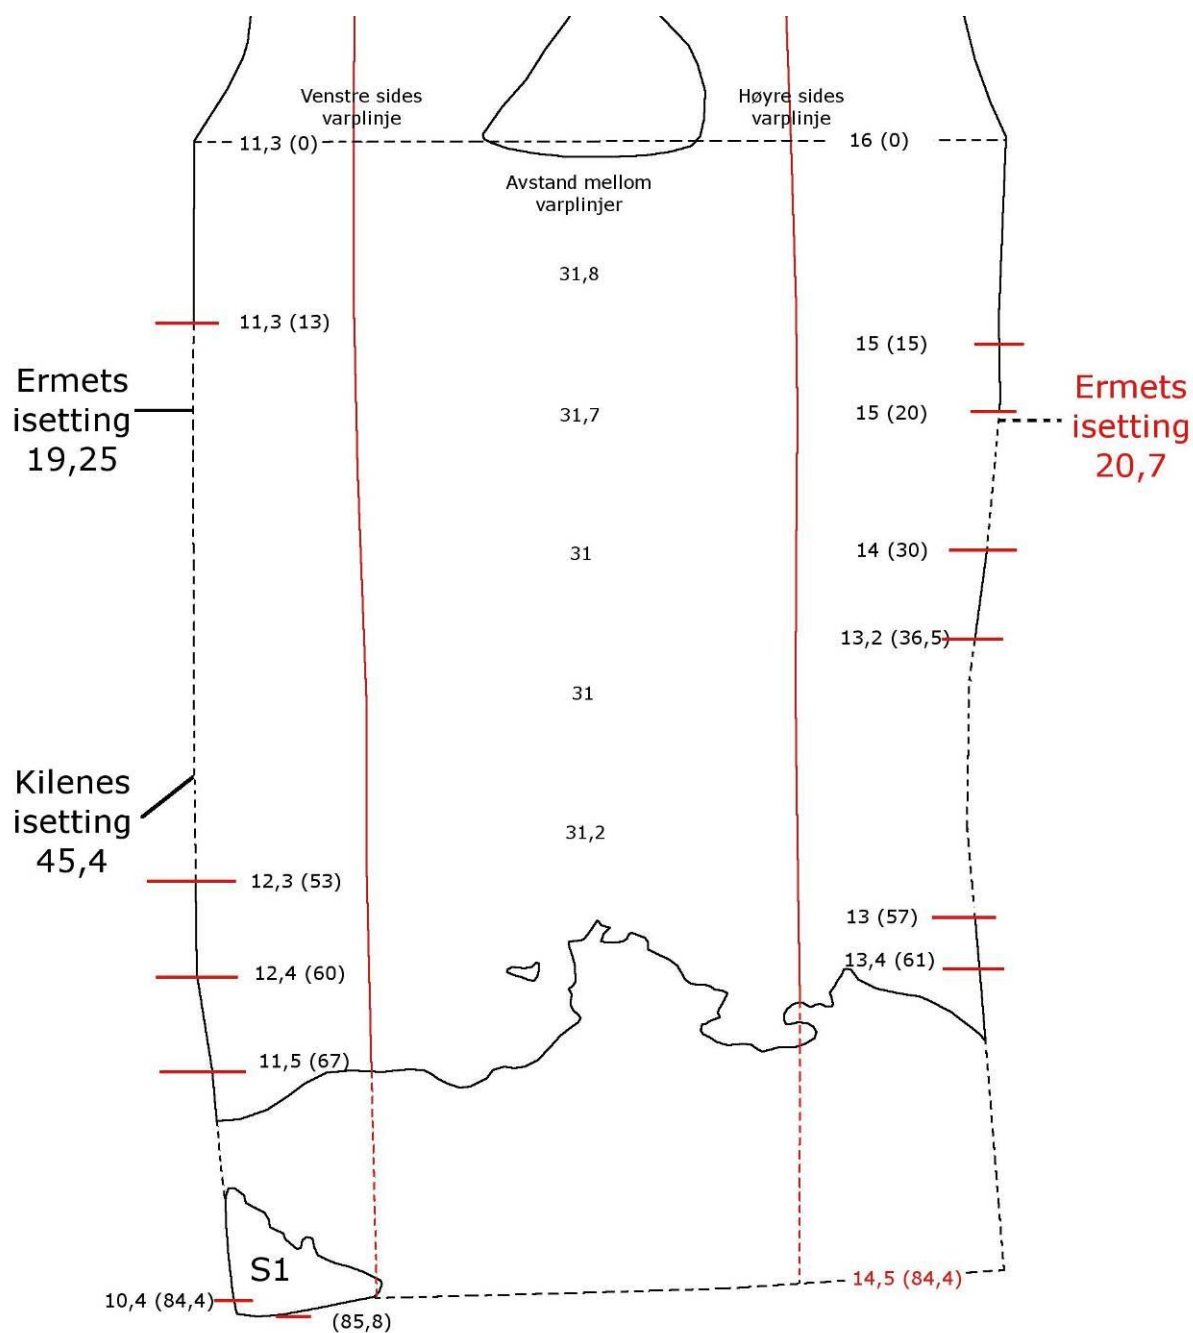 Venstre sides
varplinje
Høyre sides
varplinje
11,3 (0)
16 (0)
Avstand mellom
varplinjer
31,8
11,3 (13)
15 (15)
Ermets
isetting
19,25
31,7
15 (20)
Ermets
isetting
20,7
31
14 (30)
13,2 (36,5)
31
Kilenes
isetting
45,4
31,2
12,3 (53)
13 (57)
12,4 (60)
13,4 (61)
11,5 (67)
S1
14,5 (84,4)
10,4 (84,4)
(85,8)